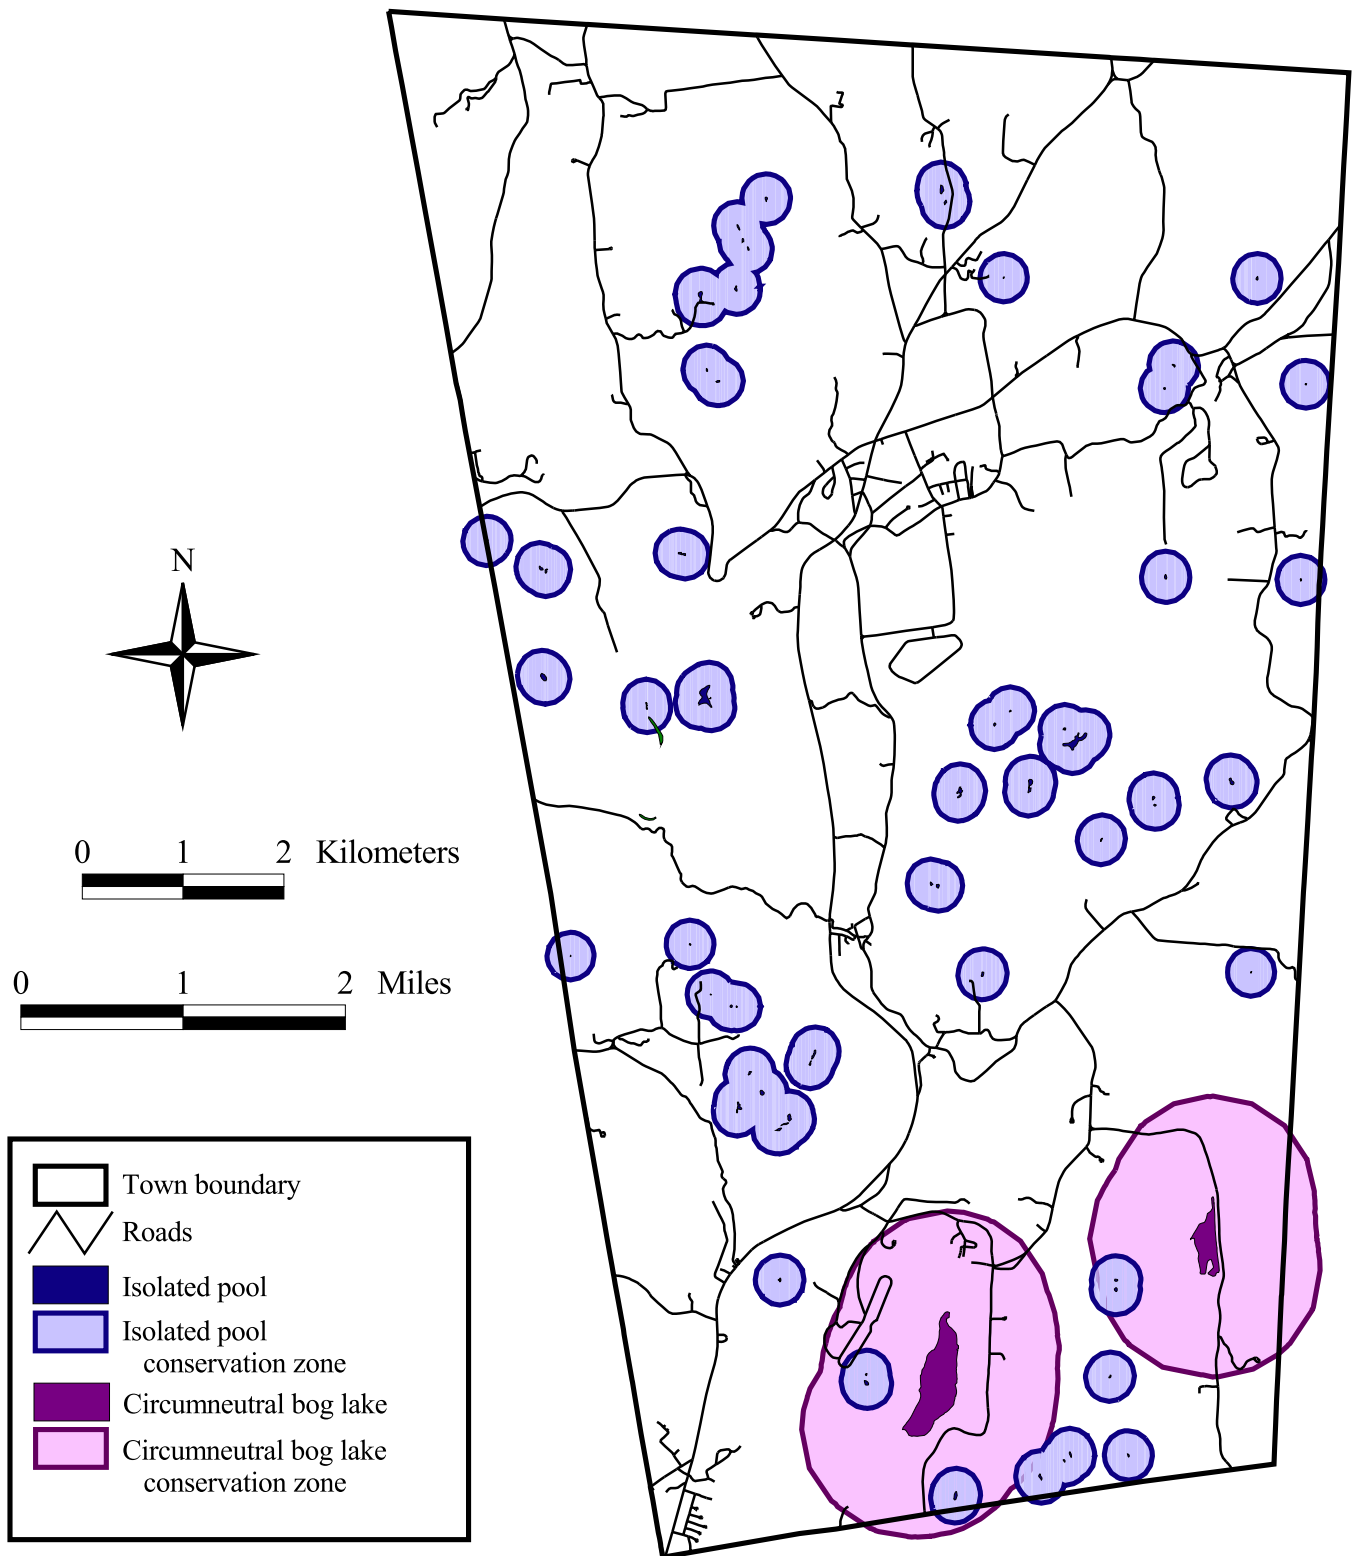 N
0 1 2 Kilometers
0 1 2 Miles
Town boundary
Roads
Isolated pool
Isolated pool
conservation zone
Circumneutral bog lake
Circumneutral bog lake
conservation zone